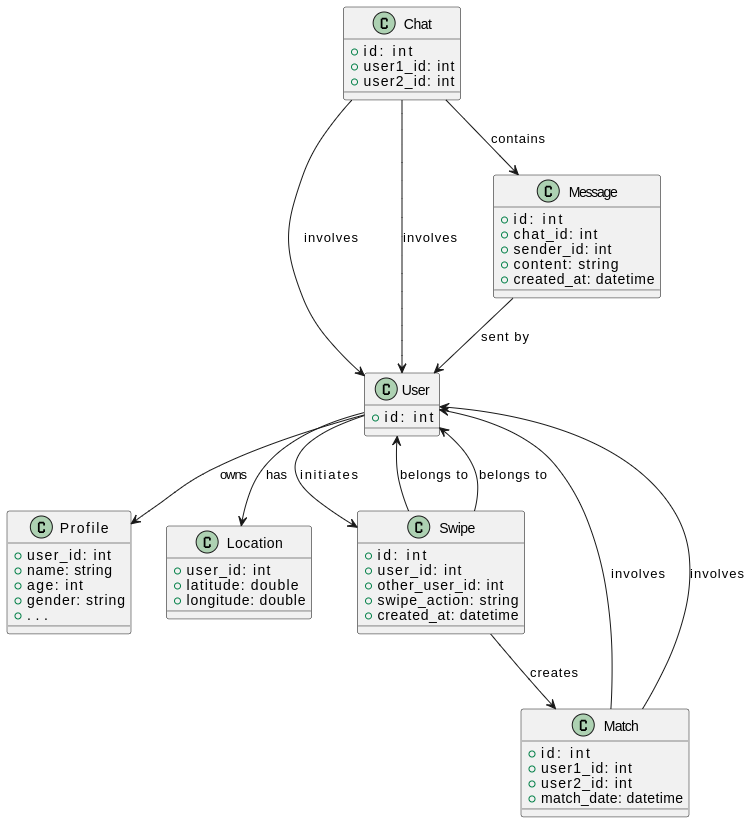 C Chat
id: int
user1_id: int
user2_id: int
contains
C Message
id: int
chat_id: int
sender_id: int
content: string
created_at: datetime
involves
involves
sent by
C User
id: int
owns
has
initiates
belongs to
belongs to
C Profile
user_id: int
name: string
age: int
gender: string
...
C Location
user_id: int
latitude: double
longitude: double
C Swipe
id: int
user_id: int
other_user_id: int
swipe_action: string
created_at: datetime
involves
involves
creates
C Match
id: int
user1_id: int
user2_id: int
match_date: datetime